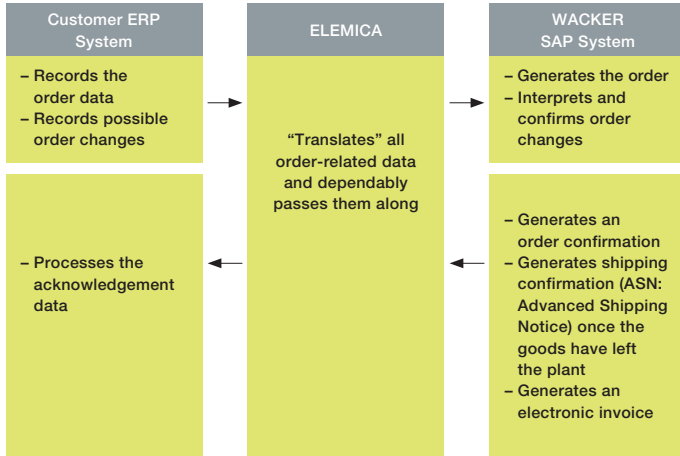 Customer ERP
System
– Records the
order data
– Records possible
order changes
– Processes the
acknowledgement
data
ELEMICA
“Translates” all
order-related data
and dependably
passes them along
WACKER
SAP System
– Generates the order
– Interprets and
confirms order
changes
– Generates an
order confirmation
– Generates shipping
confirmation (ASN:
Advanced Shipping
Notice) once the
goods have left
the plant
– Generates an
electronic invoice